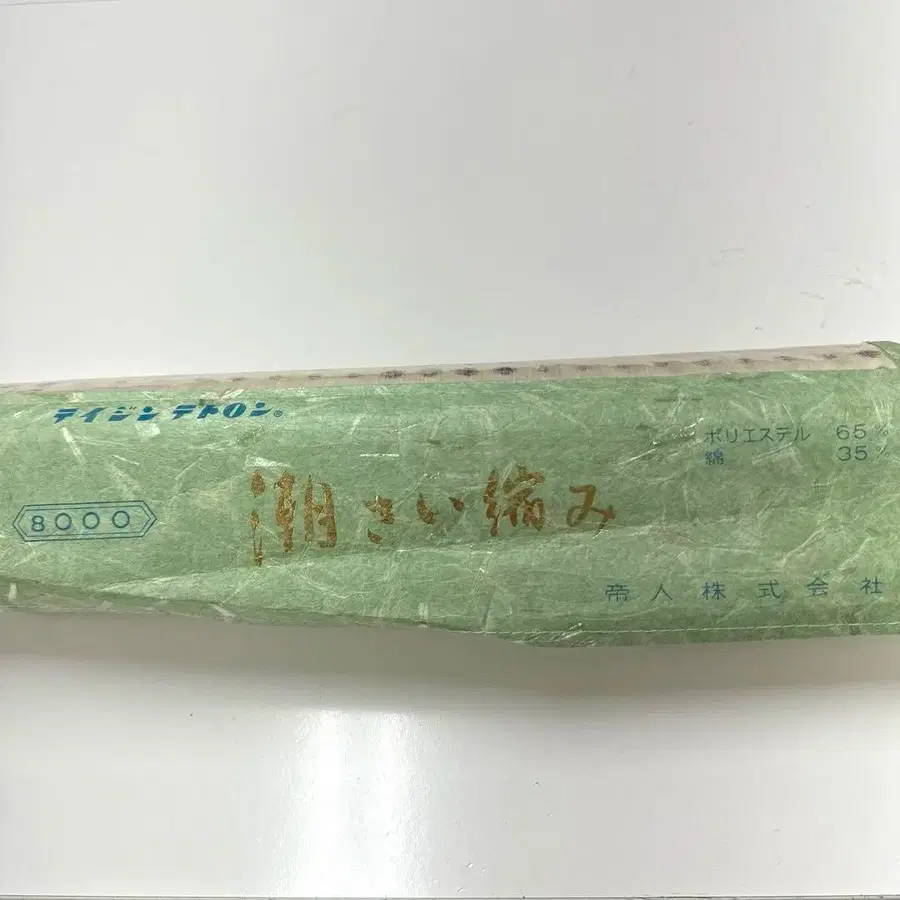 テイジン テトロン®
ポリエステル 65%
綿 35%
8000
潮さい縮み
帝人株式会社